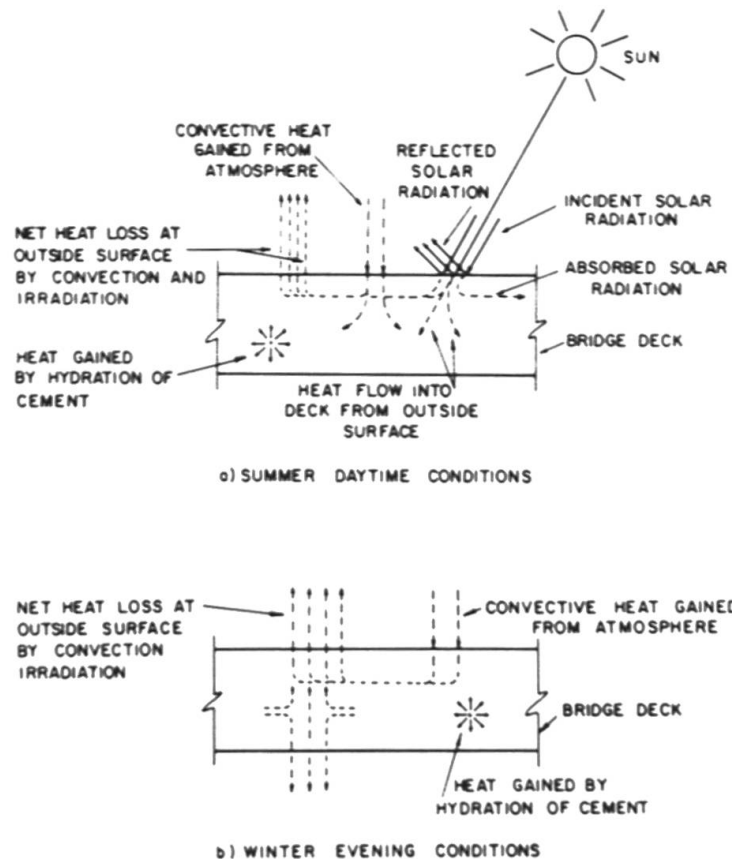 SUN
CONVECTIVE HEAT
GAINED FROM
ATMOSPHERE
REFLECTED
SOLAR
RADIATION
INCIDENT SOLAR
RADIATION
NET HEAT LOSS AT
OUTSIDE SURFACE
BY CONVECTION AND
IRRADIATION
ABSORBED SOLAR
RADIATION
BRIDGE DECK
HEAT GAINED
BY HYDRATION OF
CEMENT
HEAT FLOW INTO
DECK FROM OUTSIDE
SURFACE
a) SUMMER DAYTIME CONDITIONS
NET HEAT LOSS AT
OUTSIDE SURFACE
BY CONVECTION
IRRADIATION
CONVECTIVE HEAT GAINED
FROM ATMOSPHERE
BRIDGE DECK
HEAT GAINED BY
HYDRATION OF CEMENT
b) WINTER EVENING CONDITIONS